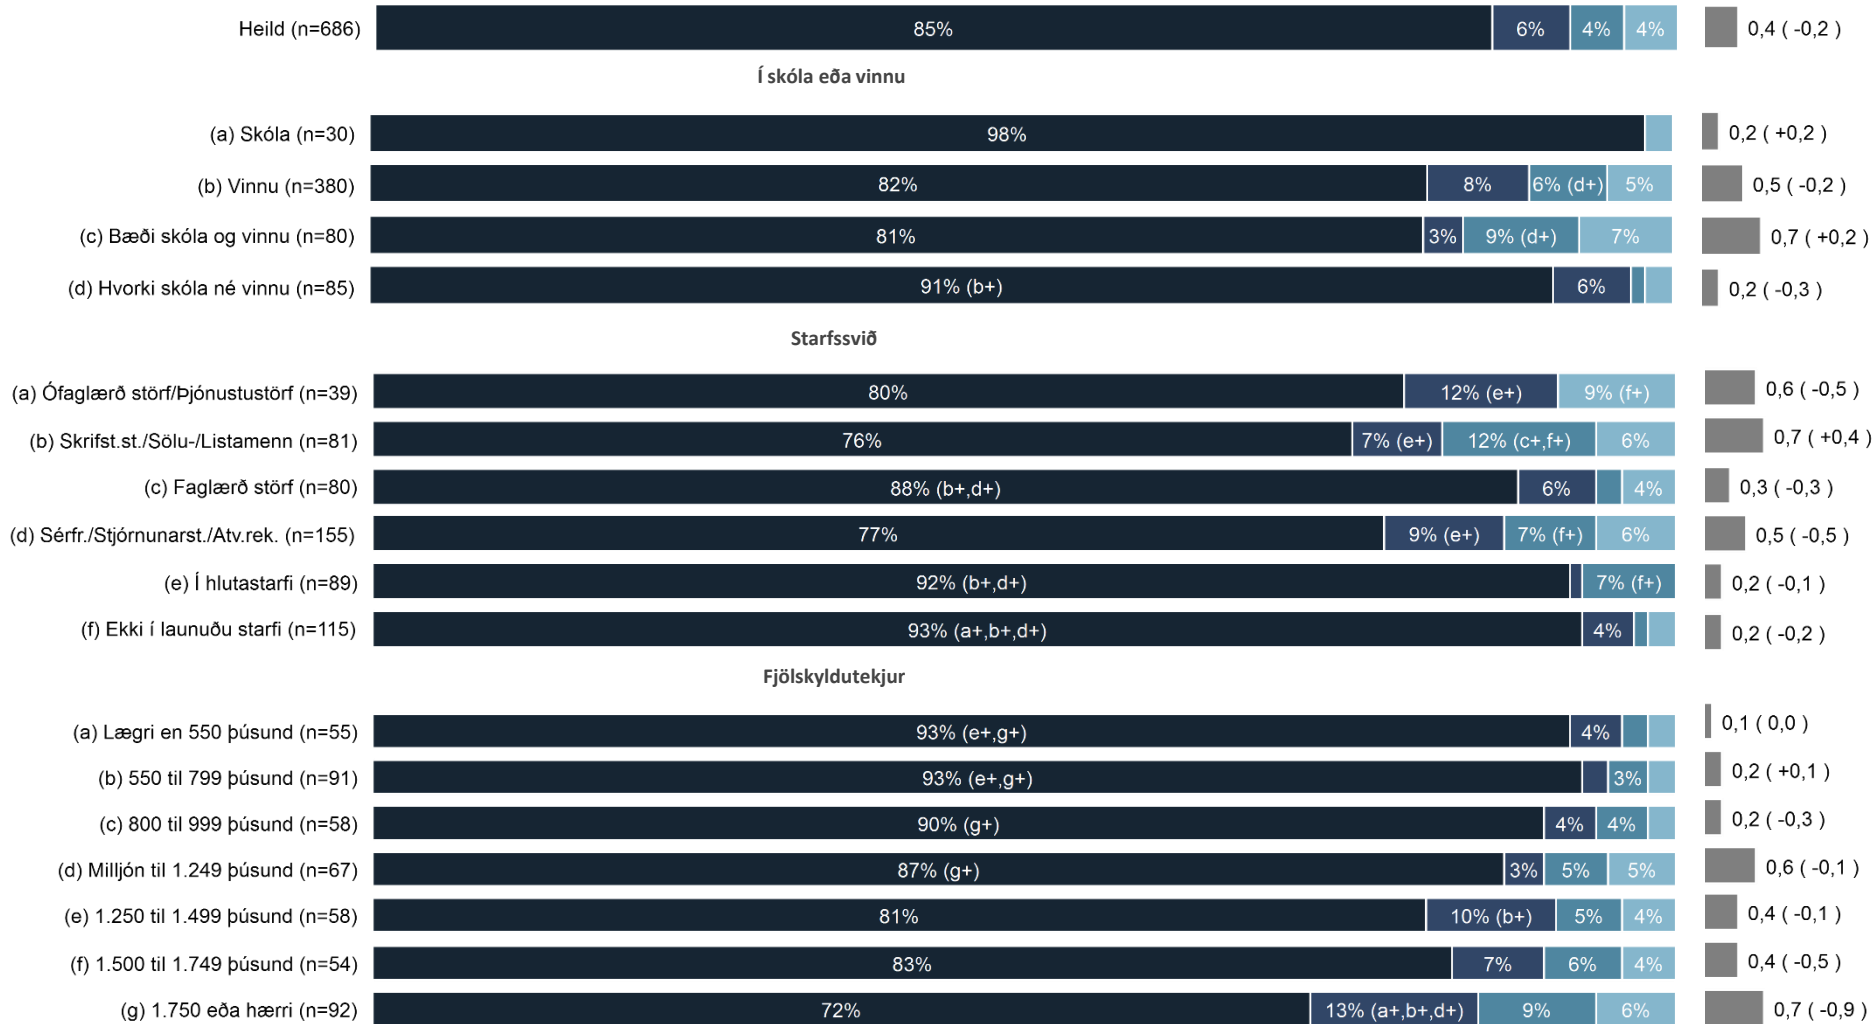 Heild (n=686) 85% 6% 4% 4% 0,4 ( -0,2 )
Í skóla eða vinnu
(a) Skóla (n=30) 98% 0,2 ( +0,2 )
(b) Vinnu (n=380) 82% 8% 6% (d+) 5% 0,5 ( -0,2 )
(c) Bæði skóla og vinnu (n=80) 81% 3% 9% (d+) 7% 0,7 ( +0,2 )
(d) Hvorki skóla né vinnu (n=85) 91% (b+) 6% 0,2 ( -0,3 )
Starfssvið
(a) Ófaglærð störf/Þjónustustörf (n=39) 80% 12% (e+) 9% (f+) 0,6 ( -0,5 )
(b) Skrifst.st./Sölu-/Listamenn (n=81) 76% 7% (e+) 12% (c+,f+) 6% 0,7 ( +0,4 )
(c) Faglærð störf (n=80) 88% (b+,d+) 6% 4% 0,3 ( -0,3 )
(d) Sérfr./Stjórnunarst./Atv.rek. (n=155) 77% 9% (e+) 7% (f+) 6% 0,5 ( -0,5 )
(e) Í hlutastarfi (n=89) 92% (b+,d+) 7% (f+) 0,2 ( -0,1 )
(f) Ekki í launuðu starfi (n=115) 93% (a+,b+,d+) 4% 0,2 ( -0,2 )
Fjölskyldutekjur
(a) Lægri en 550 þúsund (n=55) 93% (e+,g+) 4% 0,1 ( 0,0 )
(b) 550 til 799 þúsund (n=91) 93% (e+,g+) 3% 0,2 ( +0,1 )
(c) 800 til 999 þúsund (n=58) 90% (g+) 4% 4% 0,2 ( -0,3 )
(d) Milljón til 1.249 þúsund (n=67) 87% (g+) 3% 5% 5% 0,6 ( -0,1 )
(e) 1.250 til 1.499 þúsund (n=58) 81% 10% (b+) 5% 4% 0,4 ( -0,1 )
(f) 1.500 til 1.749 þúsund (n=54) 83% 7% 6% 4% 0,4 ( -0,5 )
(g) 1.750 eða hærri (n=92) 72% 13% (a+,b+,d+) 9% 6% 0,7 ( -0,9 )